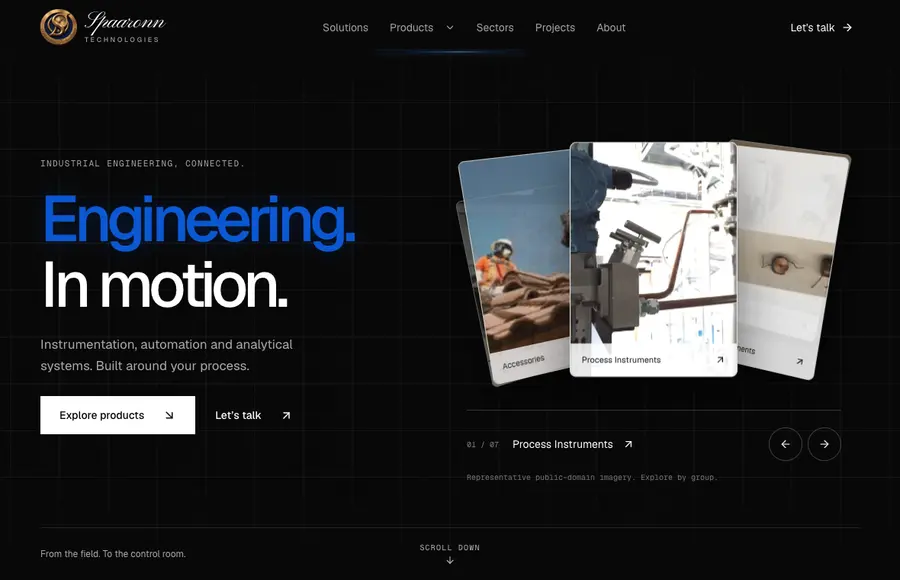 Spaaronn
TECHNOLOGIES
Solutions
Products
Sectors
Projects
About
Let's talk
INDUSTRIAL ENGINEERING, CONNECTED.
Engineering.
In motion.
Instrumentation, automation and analytical
systems. Built around your process.
Explore products
Let's talk
Accessories
Process Instruments
ments
01 / 07
Process Instruments
Representative public-domain imagery. Explore by group.
From the field. To the control room.
SCROLL DOWN